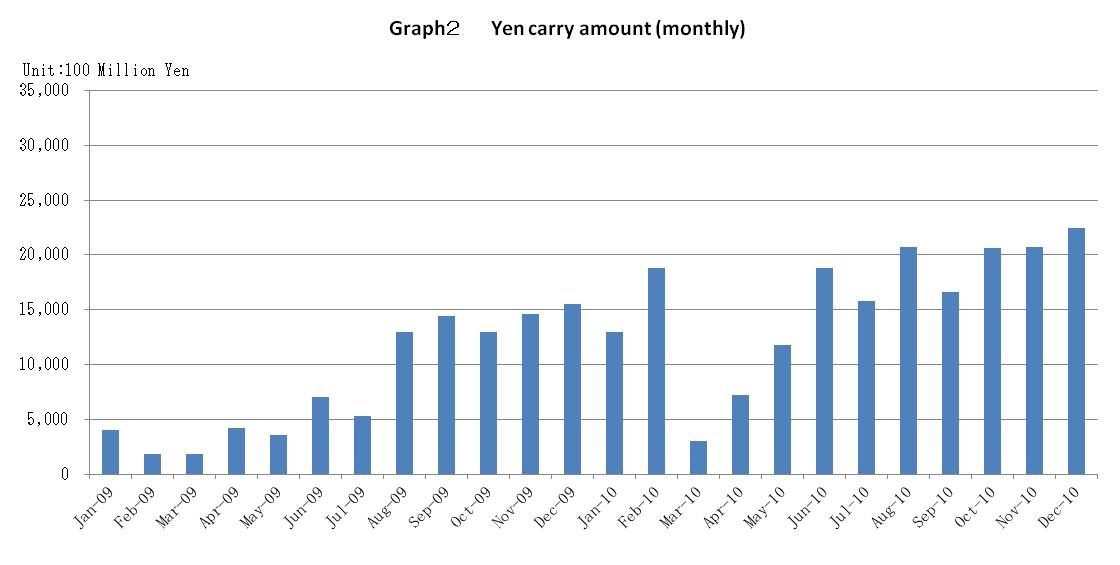 Graph２ Yen carry amount (monthly)
Unit:100 Million Yen
35,000
30,000
25,000
20,000
15,000
10,000
5,000
0
Jan-09 Feb-09 Mar-09 Apr-09 May-09 Jun-09 Jul-09 Aug-09 Sep-09 Oct-09 Nov-09 Dec-09 Jan-10 Feb-10 Mar-10 Apr-10 May-10 Jun-10 Jul-10 Aug-10 Sep-10 Oct-10 Nov-10 Dec-10